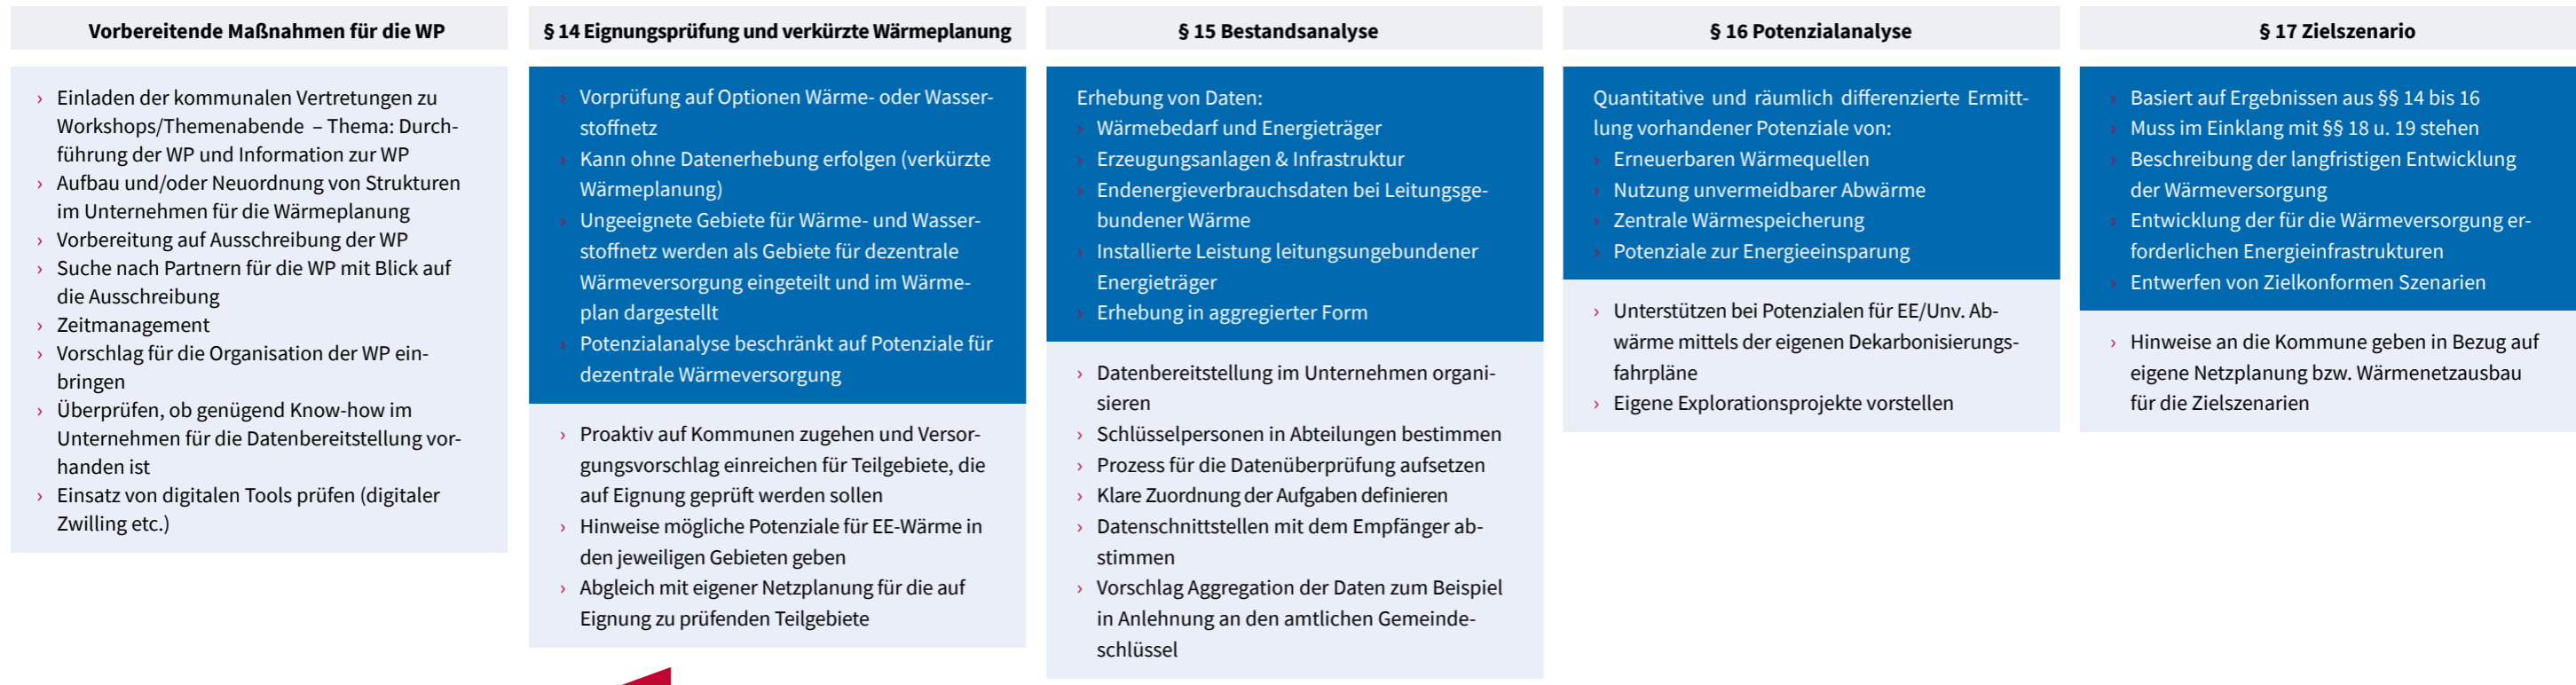 Vorbereitende Maßnahmen für die WP
› Einladen der kommunalen Vertretungen zu
Workshops/Themenabende – Thema: Durch-
führung der WP und Information zur WP
› Aufbau und/oder Neuordnung von Strukturen
im Unternehmen für die Wärmeplanung
› Vorbereitung auf Ausschreibung der WP
› Suche nach Partnern für die WP mit Blick auf
die Ausschreibung
› Zeitmanagement
› Vorschlag für die Organisation der WP ein-
bringen
› Überprüfen, ob genügend Know-how im
Unternehmen für die Datenbereitstellung vor-
handen ist
› Einsatz von digitalen Tools prüfen (digitaler
Zwilling etc.)
§ 14 Eignungsprüfung und verkürzte Wärmeplanung
› Vorprüfung auf Optionen Wärme- oder Wasser-
stoffnetz
› Kann ohne Datenerhebung erfolgen (verkürzte
Wärmeplanung)
› Ungeeignete Gebiete für Wärme- und Wasser-
stoffnetz werden als Gebiete für dezentrale
Wärmeversorgung eingeteilt und im Wärme-
plan dargestellt
› Potenzialanalyse beschränkt auf Potenziale für
dezentrale Wärmeversorgung
› Proaktiv auf Kommunen zugehen und Versor-
gungsvorschlag einreichen für Teilgebiete, die
auf Eignung geprüft werden sollen
› Hinweise mögliche Potenziale für EE-Wärme in
den jeweiligen Gebieten geben
› Abgleich mit eigener Netzplanung für die auf
Eignung zu prüfenden Teilgebiete
§ 15 Bestandsanalyse
Erhebung von Daten:
› Wärmebedarf und Energieträger
› Erzeugungsanlagen & Infrastruktur
› Endenergieverbrauchsdaten bei Leitungsge-
bundener Wärme
› Installierte Leistung leitungsungebundener
Energieträger
› Erhebung in aggregierter Form
› Datenbereitstellung im Unternehmen organi-
sieren
› Schlüsselpersonen in Abteilungen bestimmen
› Prozess für die Datenüberprüfung aufsetzen
› Klare Zuordnung der Aufgaben definieren
› Datenschnittstellen mit dem Empfänger ab-
stimmen
› Vorschlag Aggregation der Daten zum Beispiel
in Anlehnung an den amtlichen Gemeinde-
schlüssel
§ 16 Potenzialanalyse
Quantitative und räumlich differenzierte Ermitt-
lung vorhandener Potenziale von:
› Erneuerbaren Wärmequellen
› Nutzung unvermeidbarer Abwärme
› Zentrale Wärmespeicherung
› Potenziale zur Energieeinsparung
› Unterstützen bei Potenzialen für EE/Unv. Ab-
wärme mittels der eigenen Dekarbonisierungs-
fahrpläne
› Eigene Explorationsprojekte vorstellen
§ 17 Zielszenario
› Basiert auf Ergebnissen aus §§ 14 bis 16
› Muss im Einklang mit §§ 18 u. 19 stehen
› Beschreibung der langfristigen Entwicklung
der Wärmeversorgung
› Entwicklung der für die Wärmeversorgung er-
forderlichen Energieinfrastrukturen
› Entwerfen von Zielkonformen Szenarien
› Hinweise an die Kommune geben in Bezug auf
eigene Netzplanung bzw. Wärmenetzausbau
für die Zielszenarien